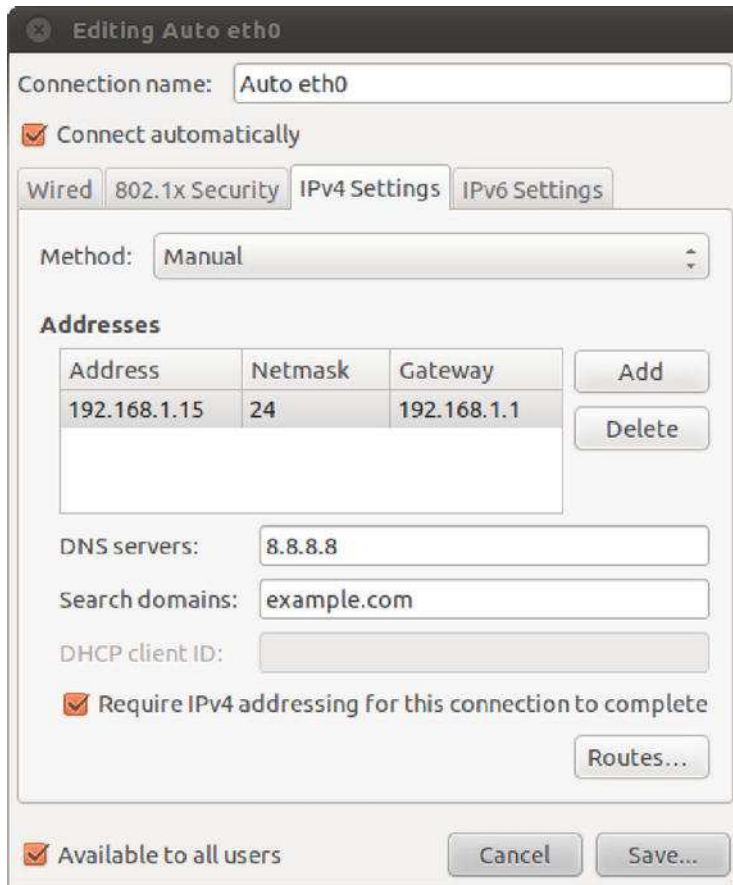 Editing Auto eth0
Connection name: Auto eth0
Connect automatically
Wired 802.1x Security IPv4 Settings IPv6 Settings
Method: Manual
Addresses
Address Netmask Gateway Add
192.168.1.15 24 192.168.1.1
Delete
DNS servers: 8.8.8.8
Search domains: example.com
DHCP client ID:
Require IPv4 addressing for this connection to complete
Routes...
Available to all users Cancel Save...